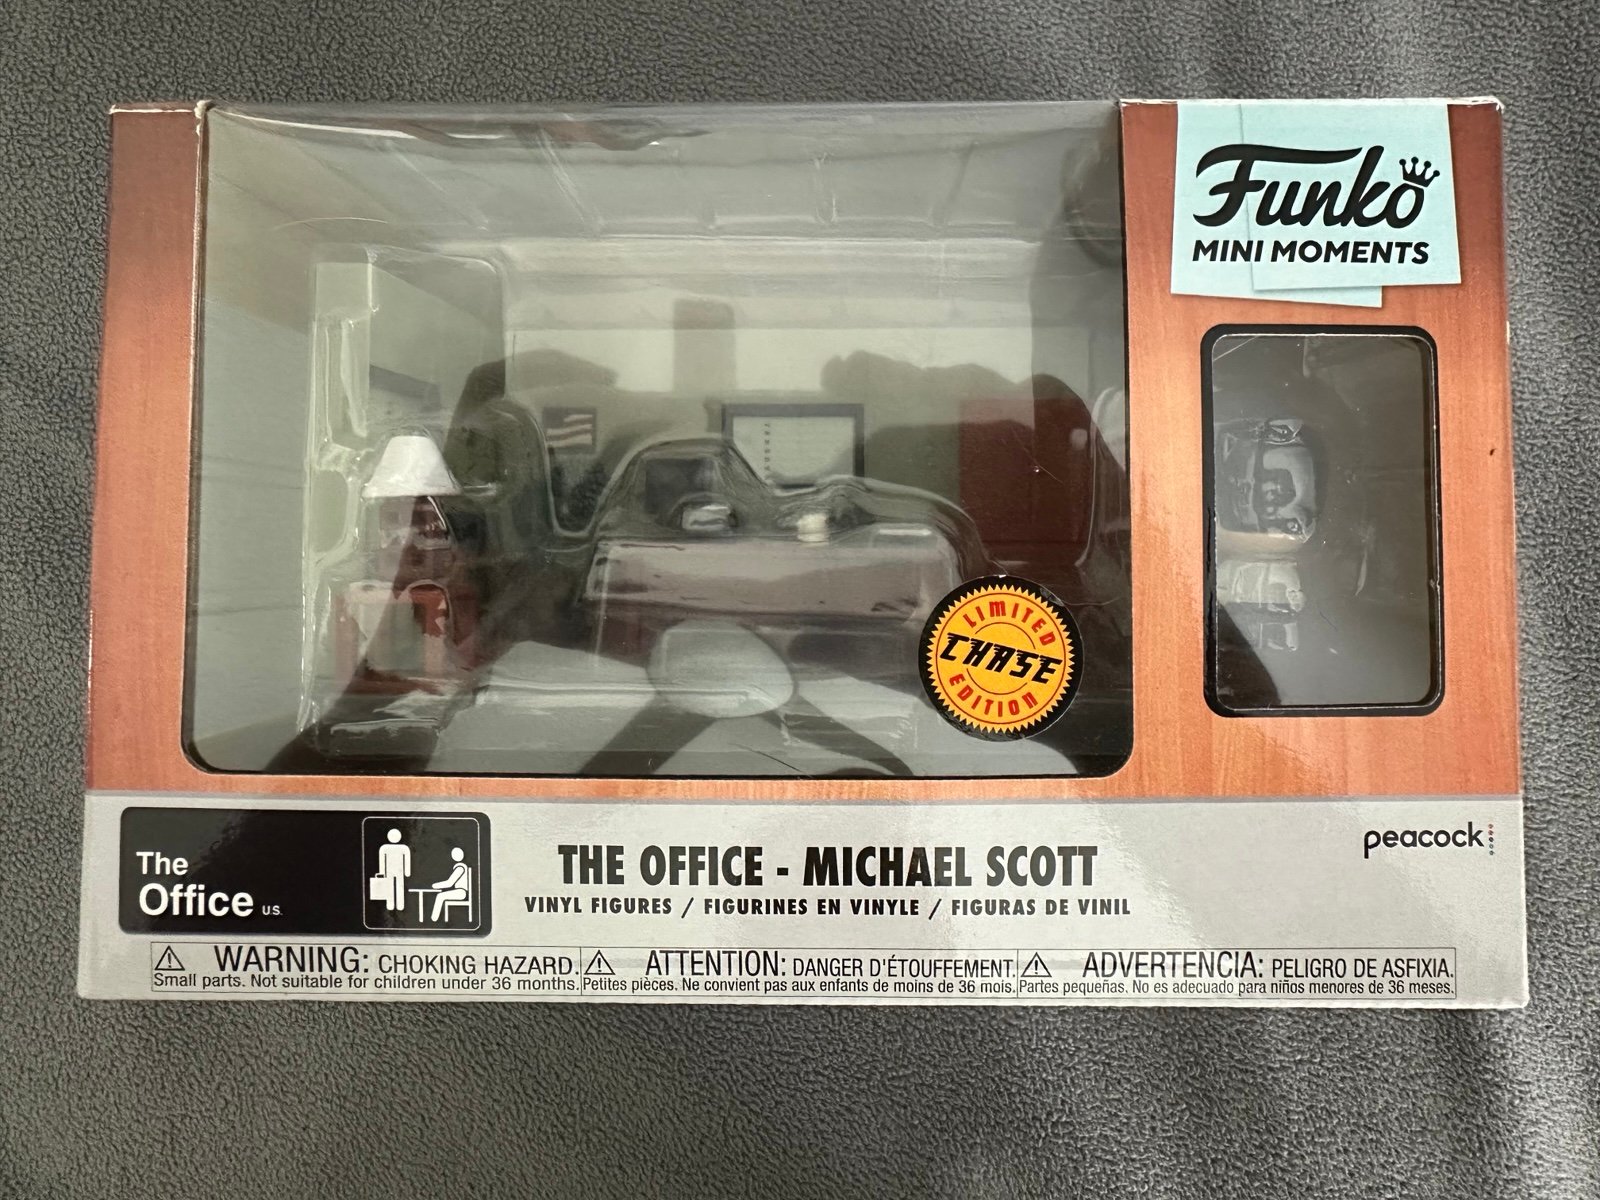 Funko
MINI MOMENTS
LIMITED
CHASE
EDITION
The
Office U.S.
THE OFFICE - MICHAEL SCOTT
VINYL FIGURES / FIGURINES EN VINYLE / FIGURAS DE VINIL
peacock
WARNING: CHOKING HAZARD.
Small parts. Not suitable for children under 36 months.
ATTENTION: DANGER D'ÉTOUFFEMENT.
Petites pièces. Ne convient pas aux enfants de moins de 36 mois.
ADVERTENCIA: PELIGRO DE ASFIXIA.
Partes pequeñas. No es adecuado para niños menores de 36 meses.